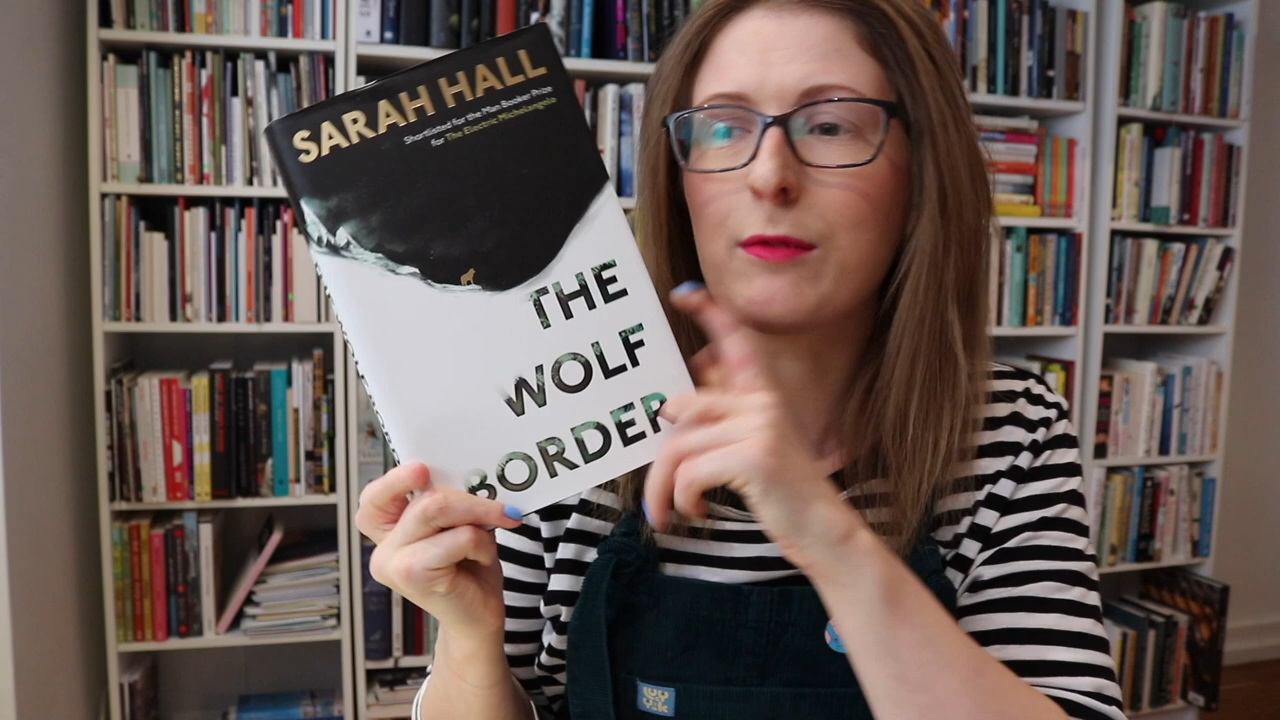 SARAH HALL
Shortlisted for the Man Booker Prize
for The Electric Michelangelo
THE
WOLF
BORDER